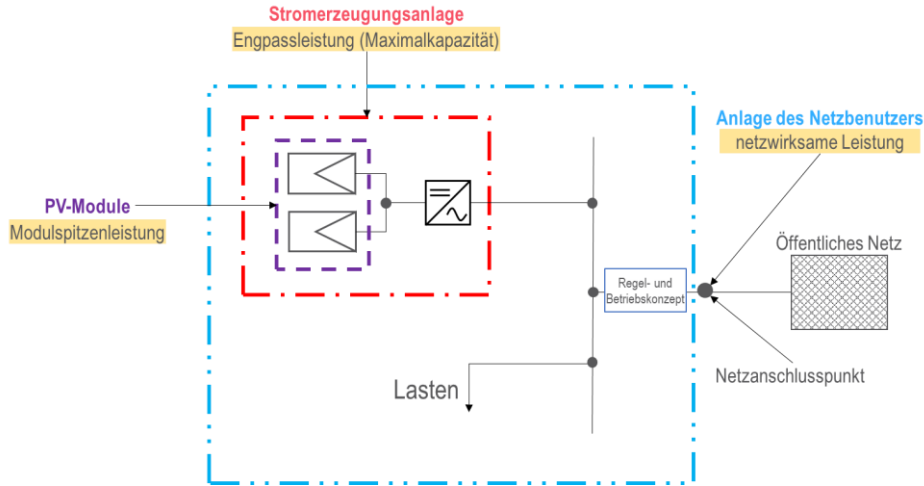 Stromerzeugungsanlage
Engpassleistung (Maximalkapazität)
Anlage des Netzbenutzers
netzwirksame Leistung
PV-Module
Modulspitzenleistung
Öffentliches Netz
Regel- und
Betriebskonzept
Netzanschlusspunkt
Lasten